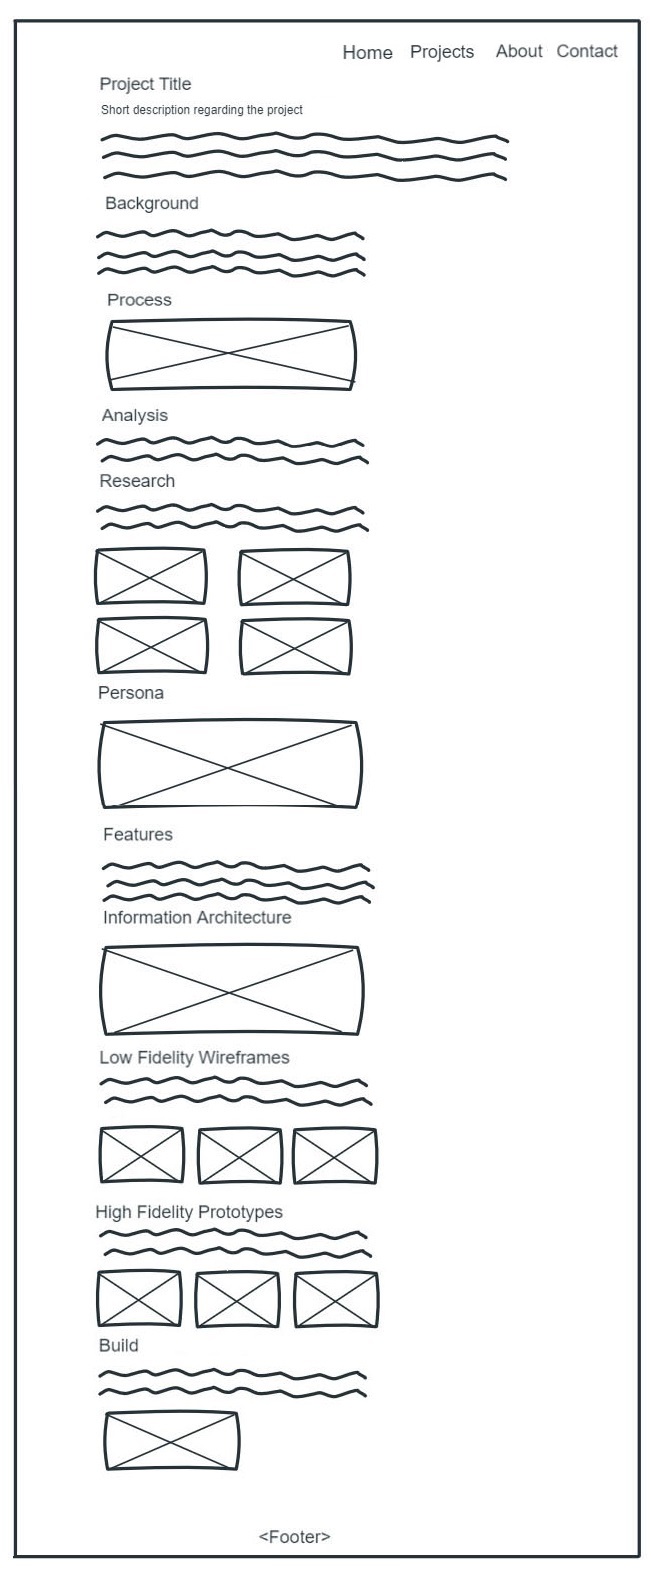 Home Projects About Contact
Project Title
Short description regarding the project
Background
Process
Analysis
Research
Persona
Features
Information Architecture
Low Fidelity Wireframes
High Fidelity Prototypes
Build
<Footer>